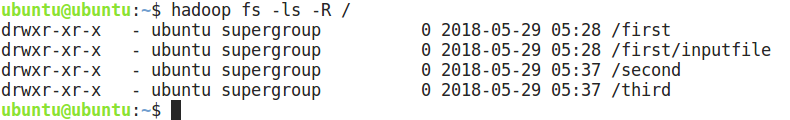 ubuntu@ubuntu:~$ hadoop fs -ls -R /
drwxr-xr-x   - ubuntu supergroup          0 2018-05-29 05:28 /first
drwxr-xr-x   - ubuntu supergroup          0 2018-05-29 05:28 /first/inputfile
drwxr-xr-x   - ubuntu supergroup          0 2018-05-29 05:37 /second
drwxr-xr-x   - ubuntu supergroup          0 2018-05-29 05:37 /third
ubuntu@ubuntu:~$